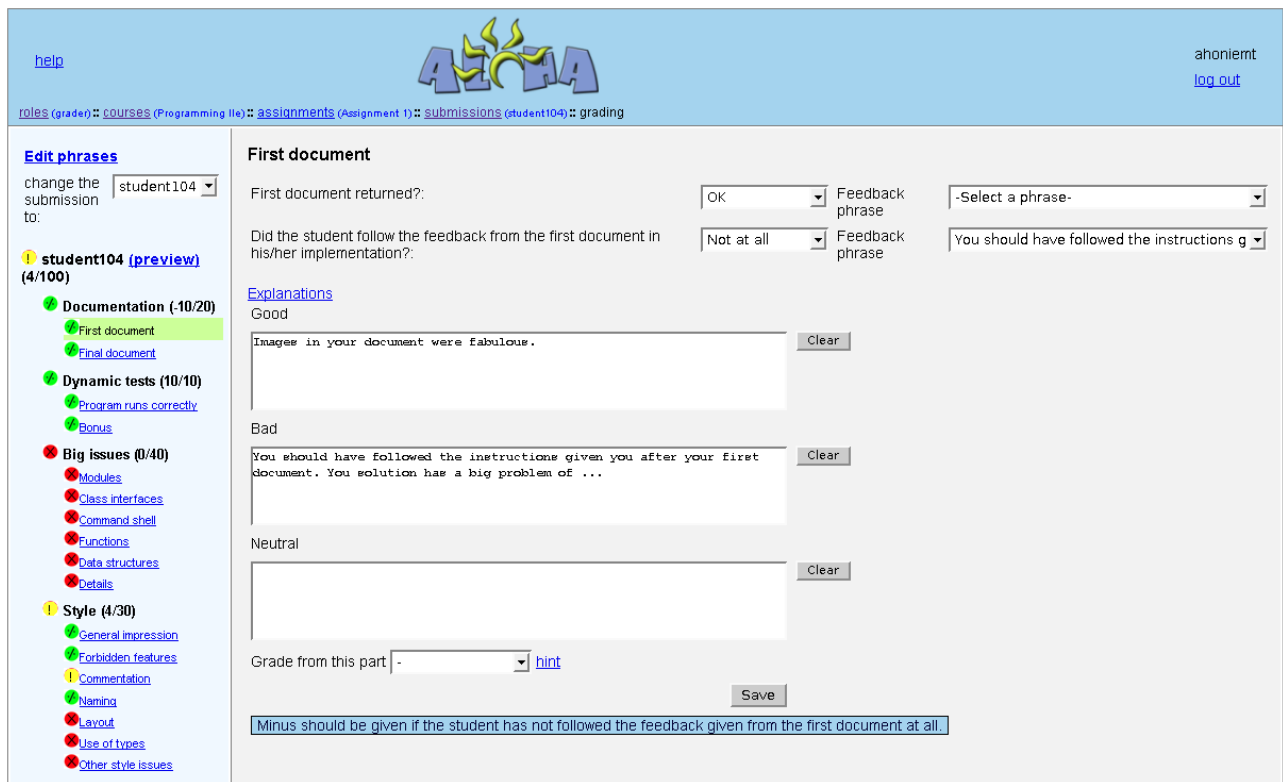 help
ALOHA
ahoniemt
log out
roles (grader) :: courses (Programming IIe) :: assignments (Assignment 1) :: submissions (student104) :: grading
Edit phrases
change the submission to:
student104
! student104 (preview)
(4/100)
Documentation (-10/20)
First document
Final document
Dynamic tests (10/10)
Program runs correctly
Bonus
Big issues (0/40)
Modules
Class interfaces
Command shell
Functions
Data structures
Details
! Style (4/30)
General impression
Forbidden features
! Commentation
Naming
Layout
Use of types
Other style issues
First document
First document returned?:
OK
Feedback phrase
-Select a phrase-
Did the student follow the feedback from the first document in
his/her implementation?:
Not at all
Feedback phrase
You should have followed the instructions g
Explanations
Good
Images in your document were fabulous.
Clear
Bad
You should have followed the instructions given you after your first
document. You solution has a big problem of ...
Clear
Neutral
Clear
Grade from this part - hint
Save
Minus should be given if the student has not followed the feedback given from the first document at all.